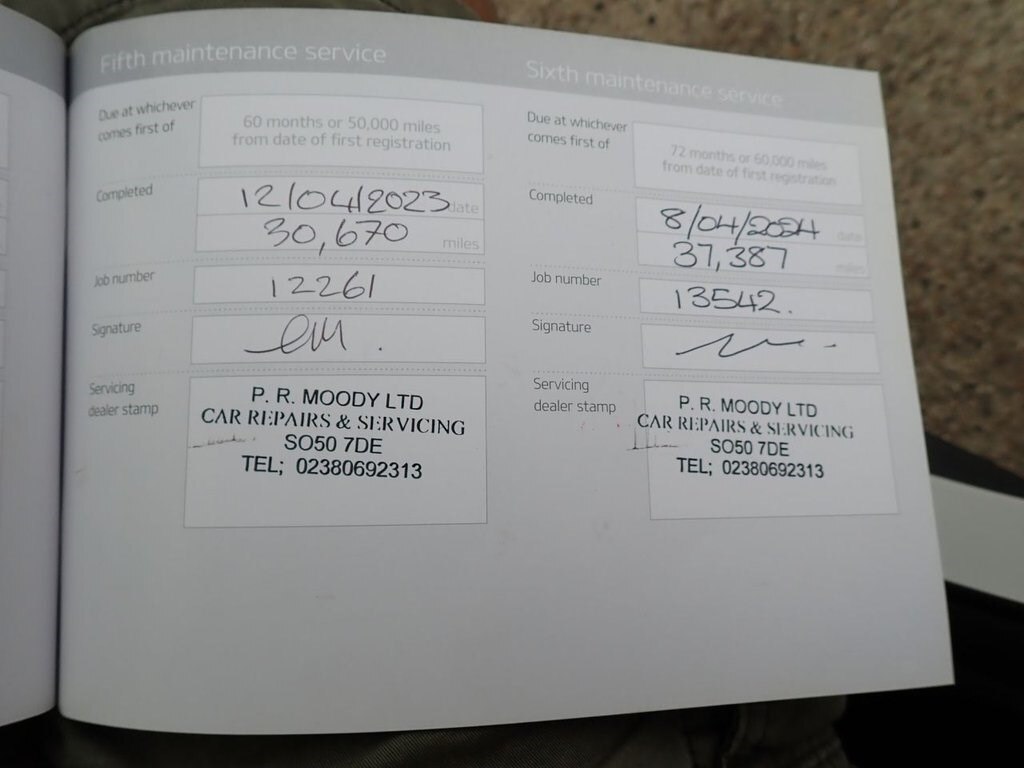 Fifth maintenance service
Due at whichever
comes first of
60 months or 50,000 miles
from date of first registration
Completed
12/04/2023 date
30,670 miles
Job number
12261
Signature
Servicing
dealer stamp
P. R. MOODY LTD
CAR REPAIRS & SERVICING
SO50 7DE
TEL; 02380692313
Sixth maintenance service
Due at whichever
comes first of
72 months or 60,000 miles
from date of first registration
Completed
8/04/2024 date
37,387 miles
Job number
13542.
Signature
Servicing
dealer stamp
P. R. MOODY LTD
CAR REPAIRS & SERVICING
SO50 7DE
TEL; 02380692313